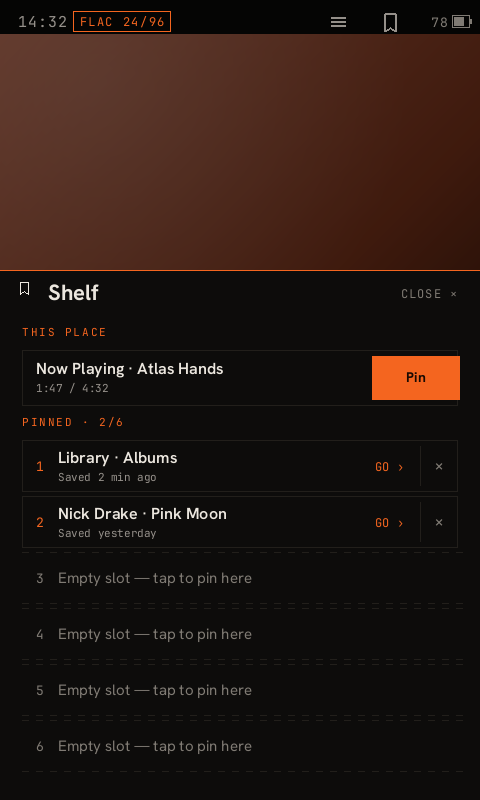 14:32 FLAC 24/96 78
Shelf CLOSE ×
THIS PLACE
Now Playing · Atlas Hands
1:47 / 4:32
Pin
PINNED · 2/6
1 Library · Albums GO › ×
Saved 2 min ago
2 Nick Drake · Pink Moon GO › ×
Saved yesterday
3 Empty slot — tap to pin here
4 Empty slot — tap to pin here
5 Empty slot — tap to pin here
6 Empty slot — tap to pin here